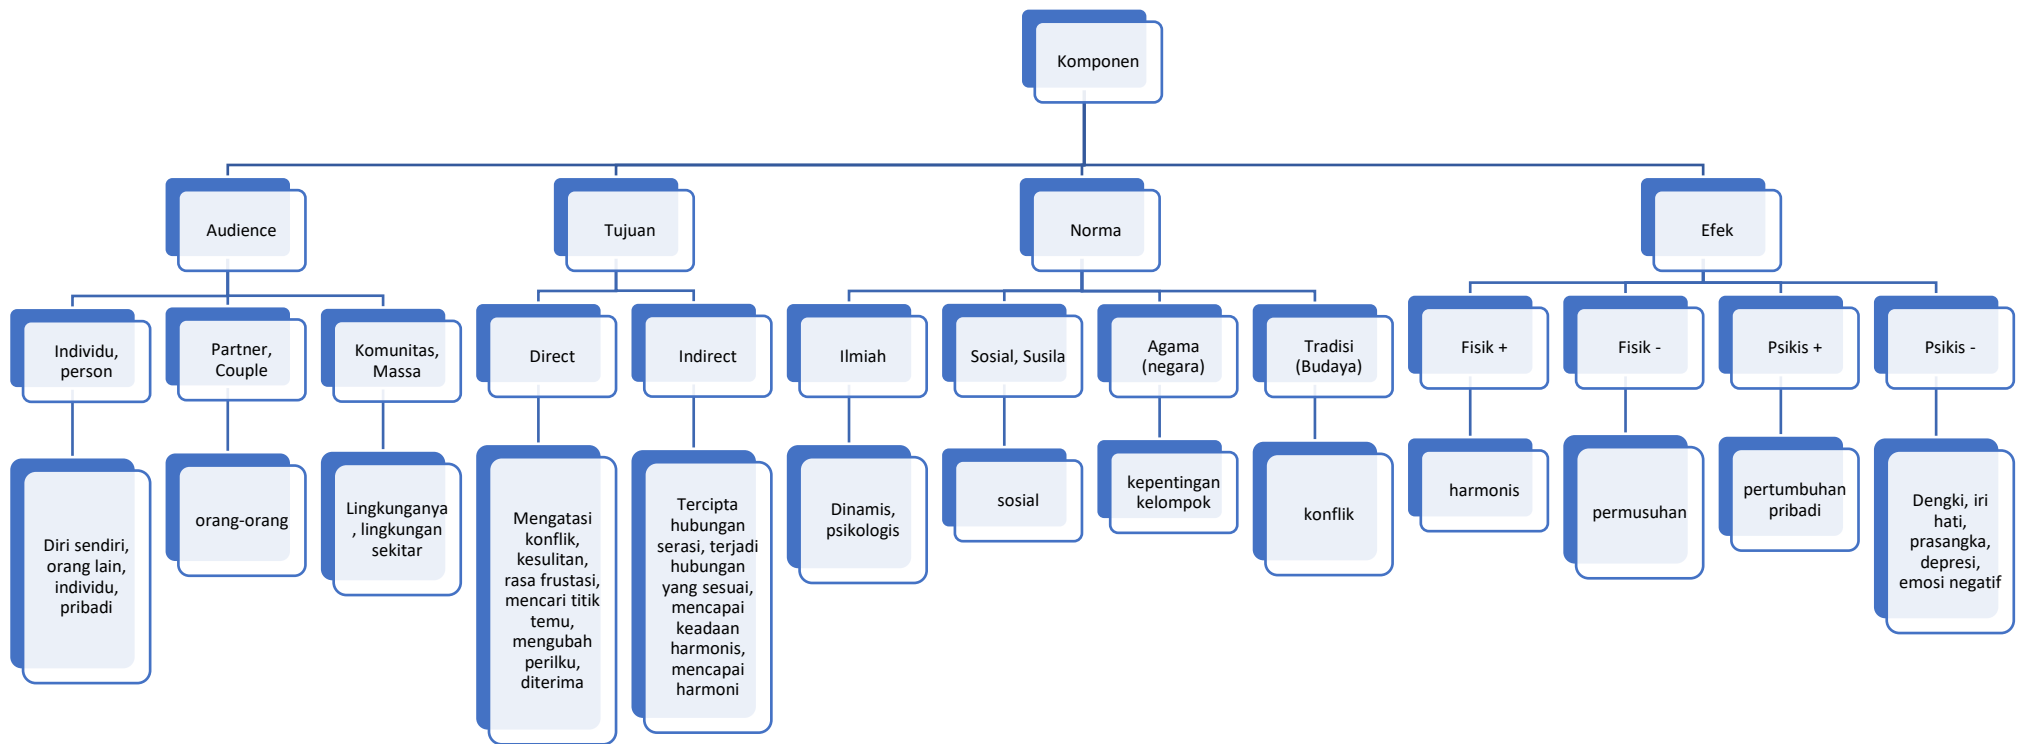 Komponen
Audience
Tujuan
Norma
Efek
Individu,
person
Partner,
Couple
Komunitas,
Massa
Direct
Indirect
Ilmiah
Sosial, Susila
Agama
(negara)
Tradisi
(Budaya)
Fisik +
Fisik -
Psikis +
Psikis -
Diri sendiri,
orang lain,
individu,
pribadi
orang-orang
Lingkunganya
, lingkungan
sekitar
Mengatasi
konflik,
kesulitan,
rasa frustasi,
mencari titik
temu,
mengubah
perilku,
diterima
Tercipta
hubungan
serasi, terjadi
hubungan
yang sesuai,
mencapai
keadaan
harmonis,
mencapai
harmoni
Dinamis,
psikologis
sosial
kepentingan
kelompok
konflik
harmonis
permusuhan
pertumbuhan
pribadi
Dengki, iri
hati,
prasangka,
depresi,
emosi negatif